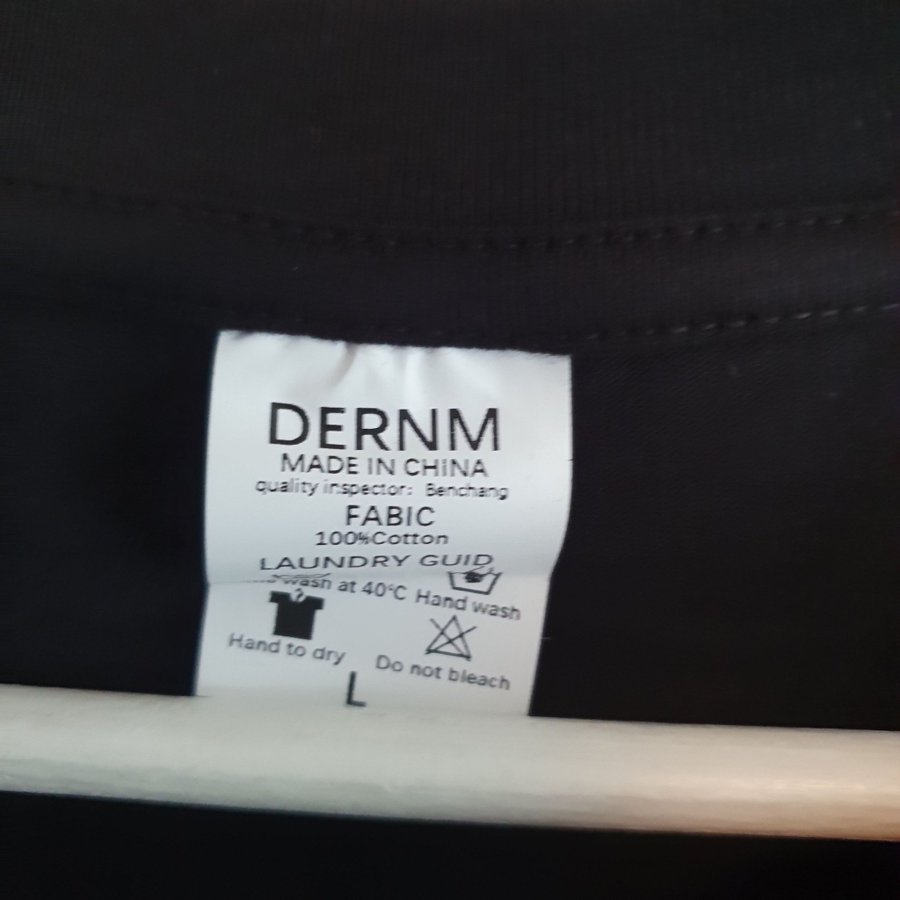 DERNM
MADE IN CHiNA
quality inspector: Benchang
FABIC
100%Cotton
LAUNDRY GUID
wash at 40°C Hand wash
Hand to dry
Do not bleach
L